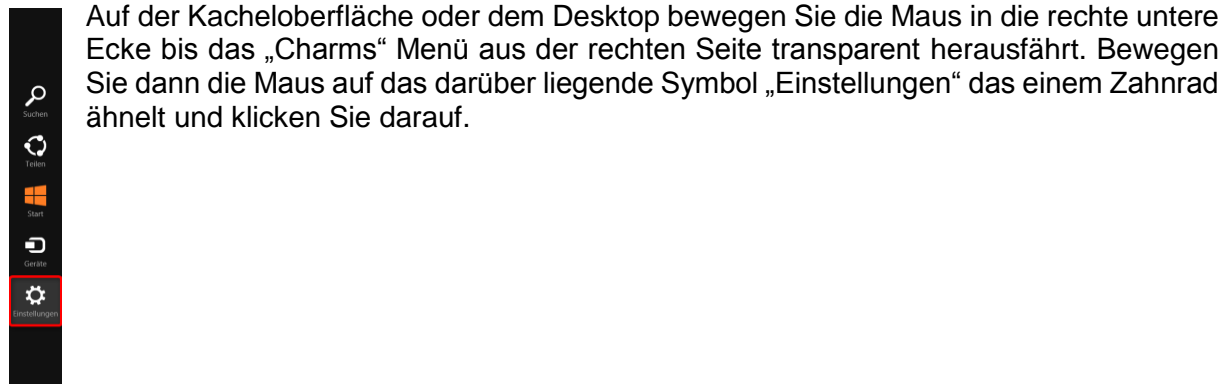 Auf der Kacheloberfläche oder dem Desktop bewegen Sie die Maus in die rechte untere
Ecke bis das „Charms“ Menü aus der rechten Seite transparent herausfährt. Bewegen
Sie dann die Maus auf das darüber liegende Symbol „Einstellungen“ das einem Zahnrad
ähnelt und klicken Sie darauf.
Suchen
Teilen
Start
Geräte
Einstellungen